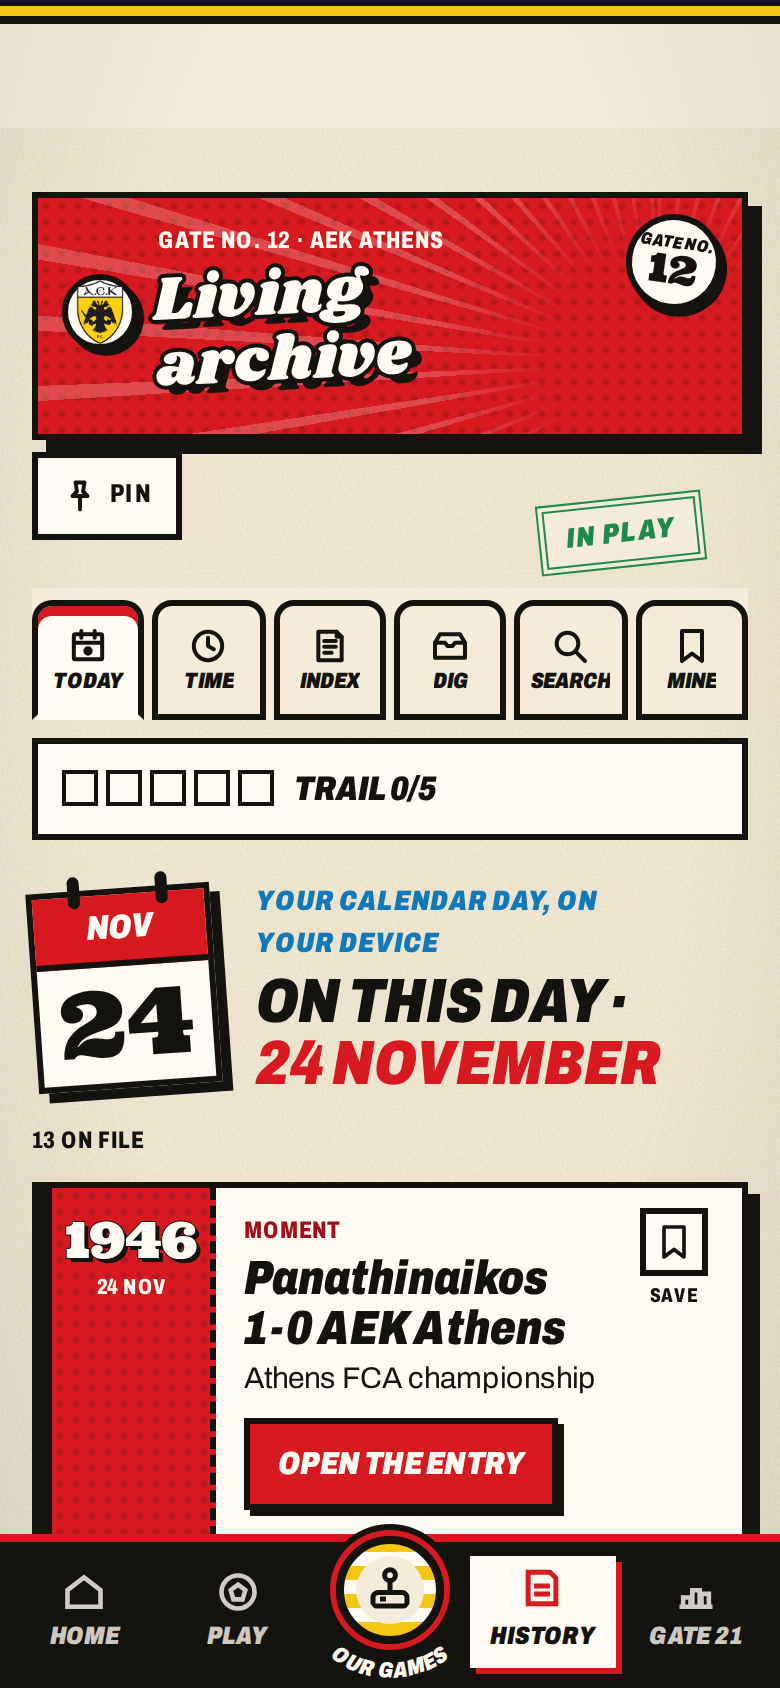 GATE NO. 12 · AEK ATHENS
Living
archive
GATE NO.
12
A.E.K
F.C.
PIN
IN PLAY
TODAY
TIME
INDEX
DIG
SEARCH
MINE
TRAIL 0/5
NOV
24
YOUR CALENDAR DAY, ON
YOUR DEVICE
ON THIS DAY ·
24 NOVEMBER
13 ON FILE
1946
24 NOV
MOMENT
Panathinaikos
1-0 AEK Athens
Athens FCA championship
SAVE
OPEN THE ENTRY
HOME
PLAY
OUR GAMES
HISTORY
GATE 21